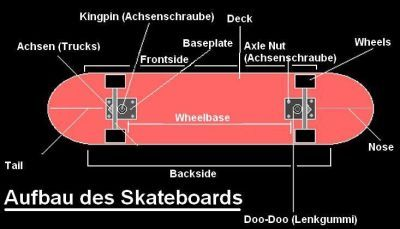 Kingpin (Achsenschraube)
Deck
Achsen (Trucks)
Baseplate
Axle Nut
(Achsenschraube)
Wheels
Frontside
Wheelbase
Tail
Nose
Backside
Aufbau des Skateboards
Doo-Doo (Lenkgummi)